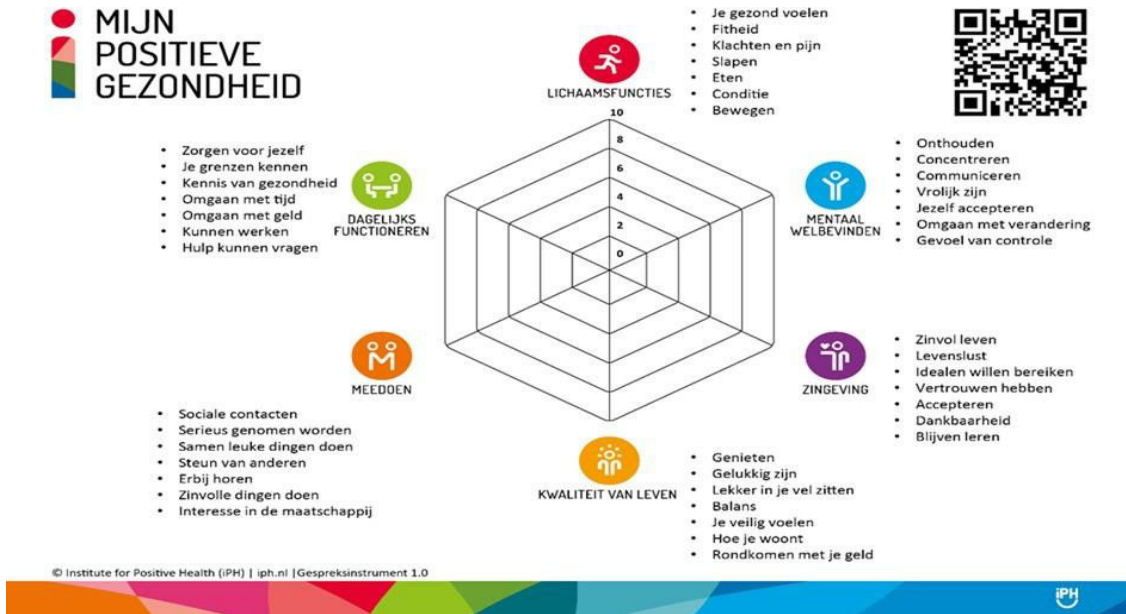 MIJN
POSITIEVE
GEZONDHEID
• Je gezond voelen
• Fitheid
• Klachten en pijn
• Slapen
• Eten
• Conditie
• Bewegen
LICHAAMSFUNCTIES
10
8
6
4
2
0
• Onthouden
• Concentreren
• Communiceren
• Vrolijk zijn
• Jezelf accepteren
• Omgaan met verandering
• Gevoel van controle
MENTAAL
WELBEVINDEN
• Zinvol leven
• Levenslust
• Idealen willen bereiken
• Vertrouwen hebben
• Accepteren
• Dankbaarheid
• Blijven leren
ZINGEVING
• Genieten
• Gelukkig zijn
• Lekker in je vel zitten
• Balans
• Je veilig voelen
• Hoe je woont
• Rondkomen met je geld
KWALITEIT VAN LEVEN
MEEDOEN
• Sociale contacten
• Serieus genomen worden
• Samen leuke dingen doen
• Steun van anderen
• Erbij horen
• Zinvolle dingen doen
• Interesse in de maatschappij
• Zorgen voor jezelf
• Je grenzen kennen
• Kennis van gezondheid
• Omgaan met tijd
• Omgaan met geld
• Kunnen werken
• Hulp kunnen vragen
DAGELIJKS
FUNCTIONEREN
© Institute for Positive Health (iPH) | iph.nl |Gespreksinstrument 1.0
iPH